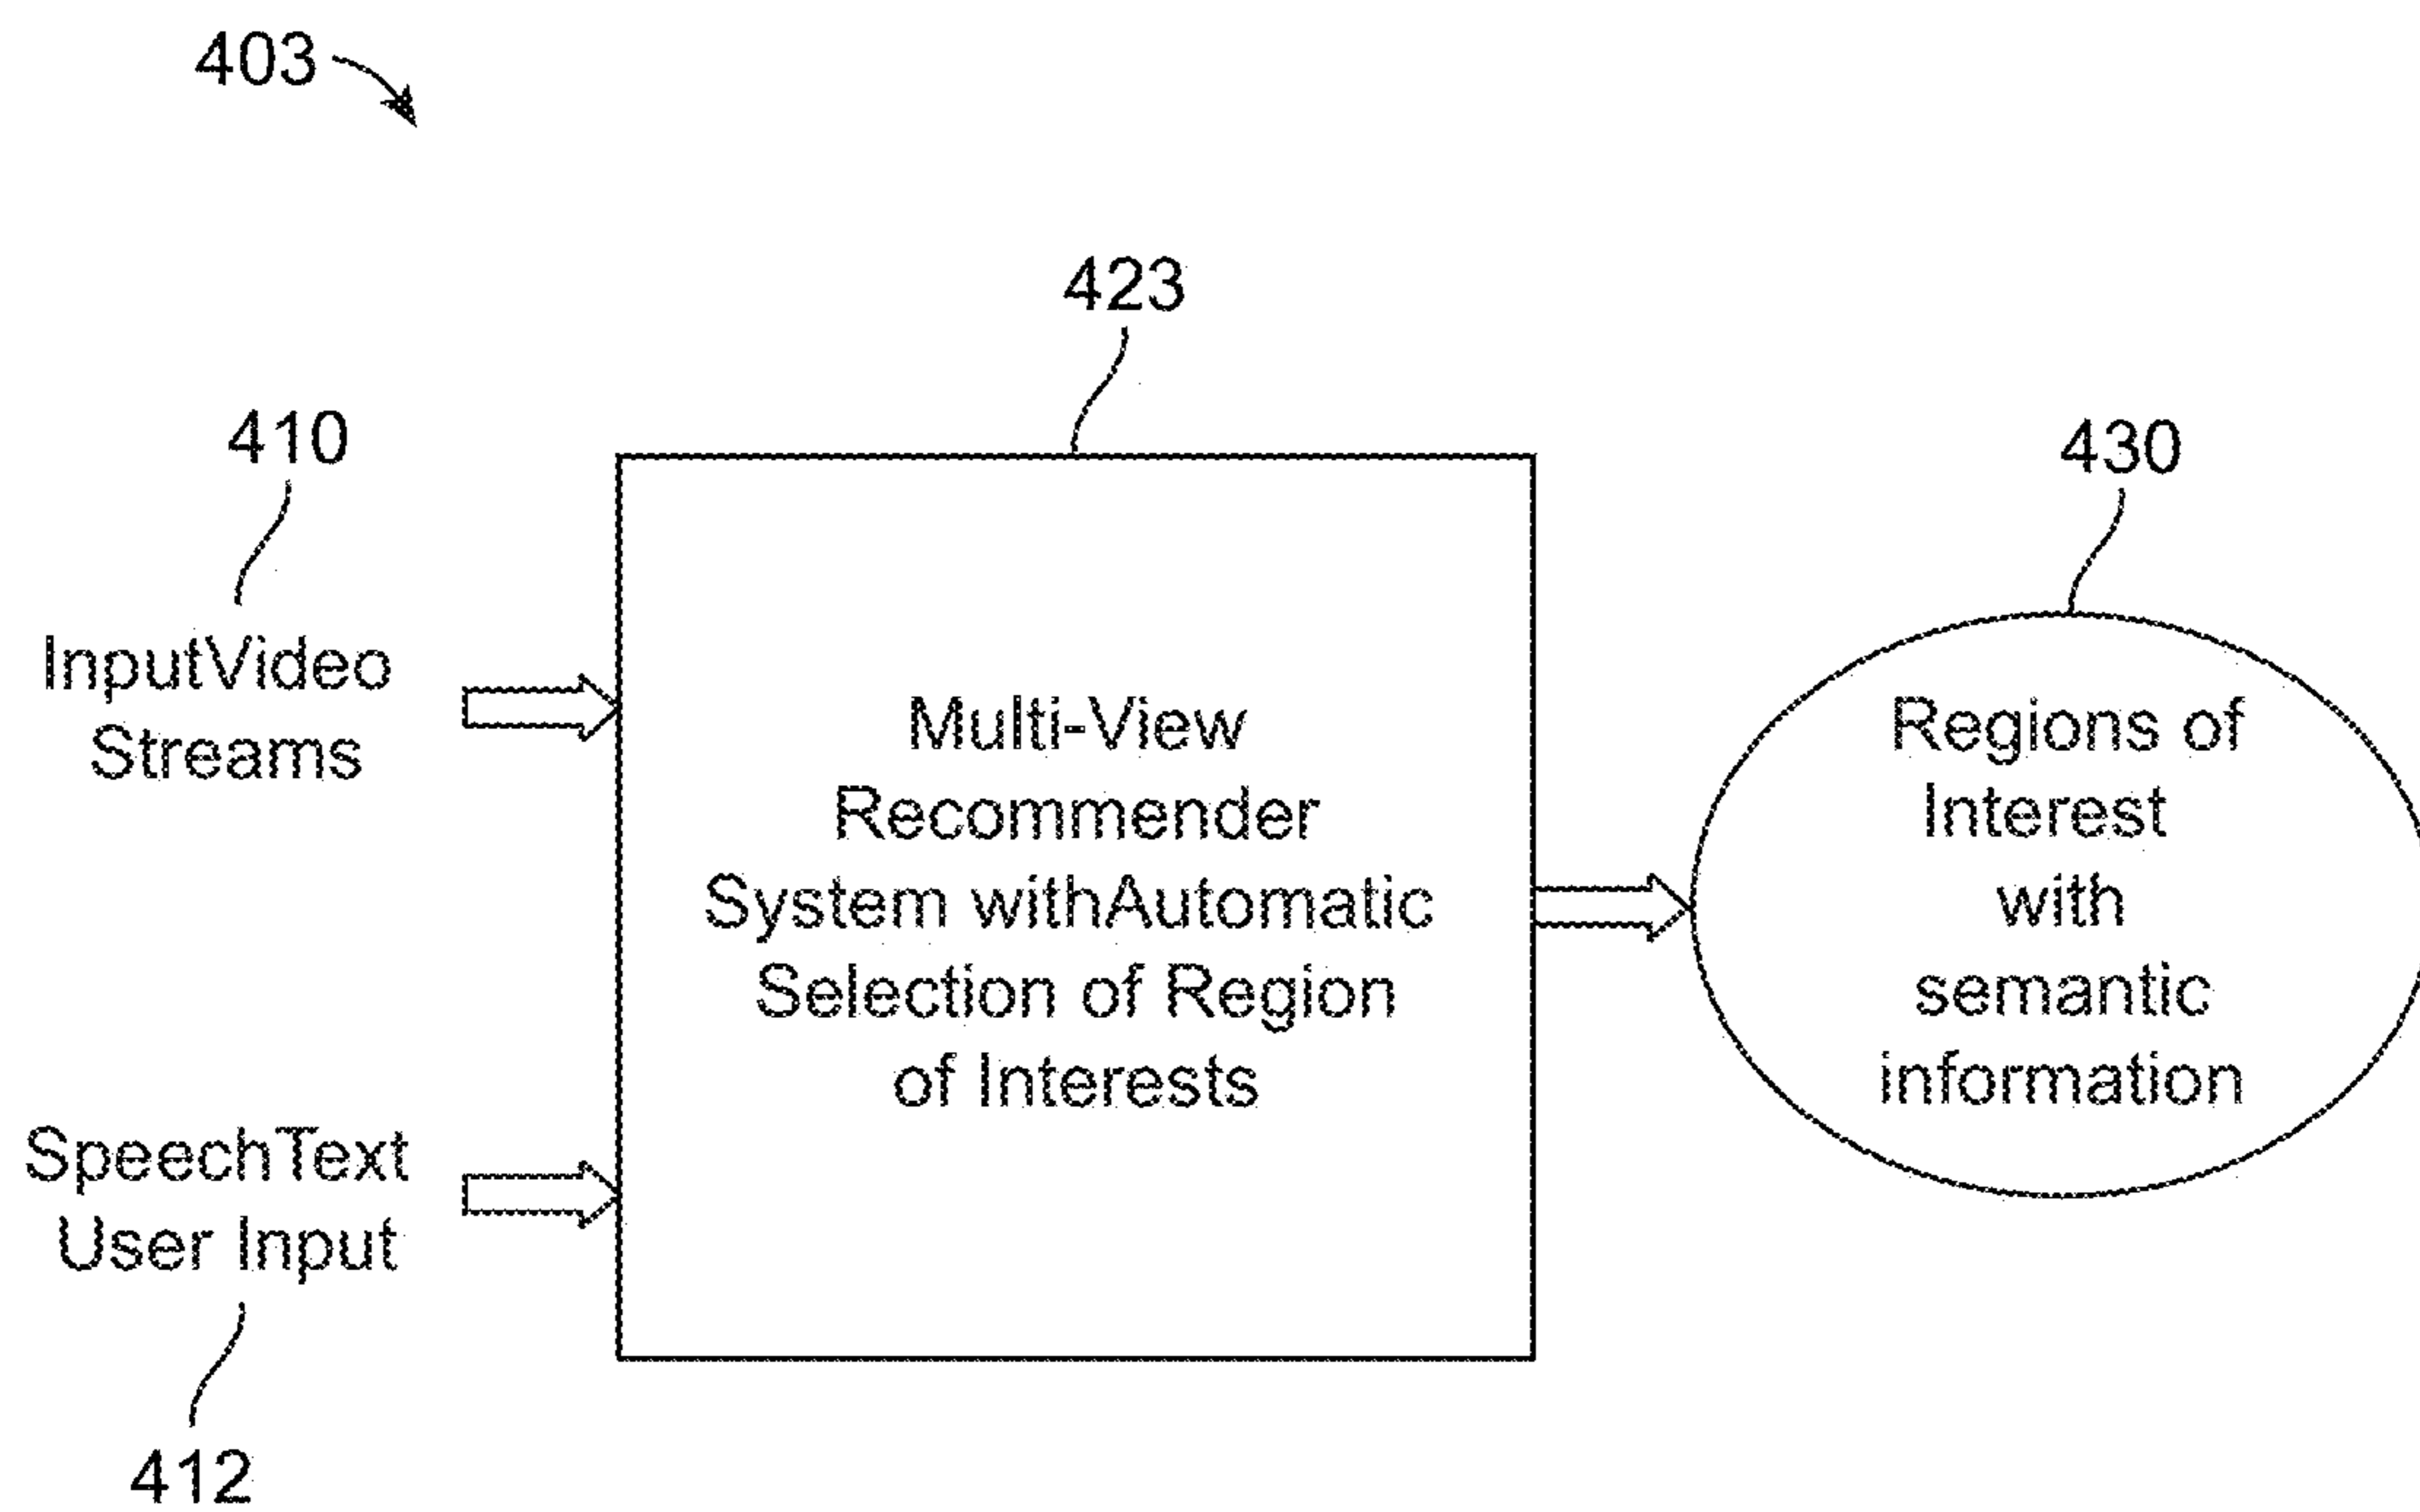 403
423
410
430
InputVideo
Streams
Multi-View
Recommender
System withAutomatic
Selection of Region
of Interests
Regions of
Interest
with
semantic
information
SpeechText
User Input
412